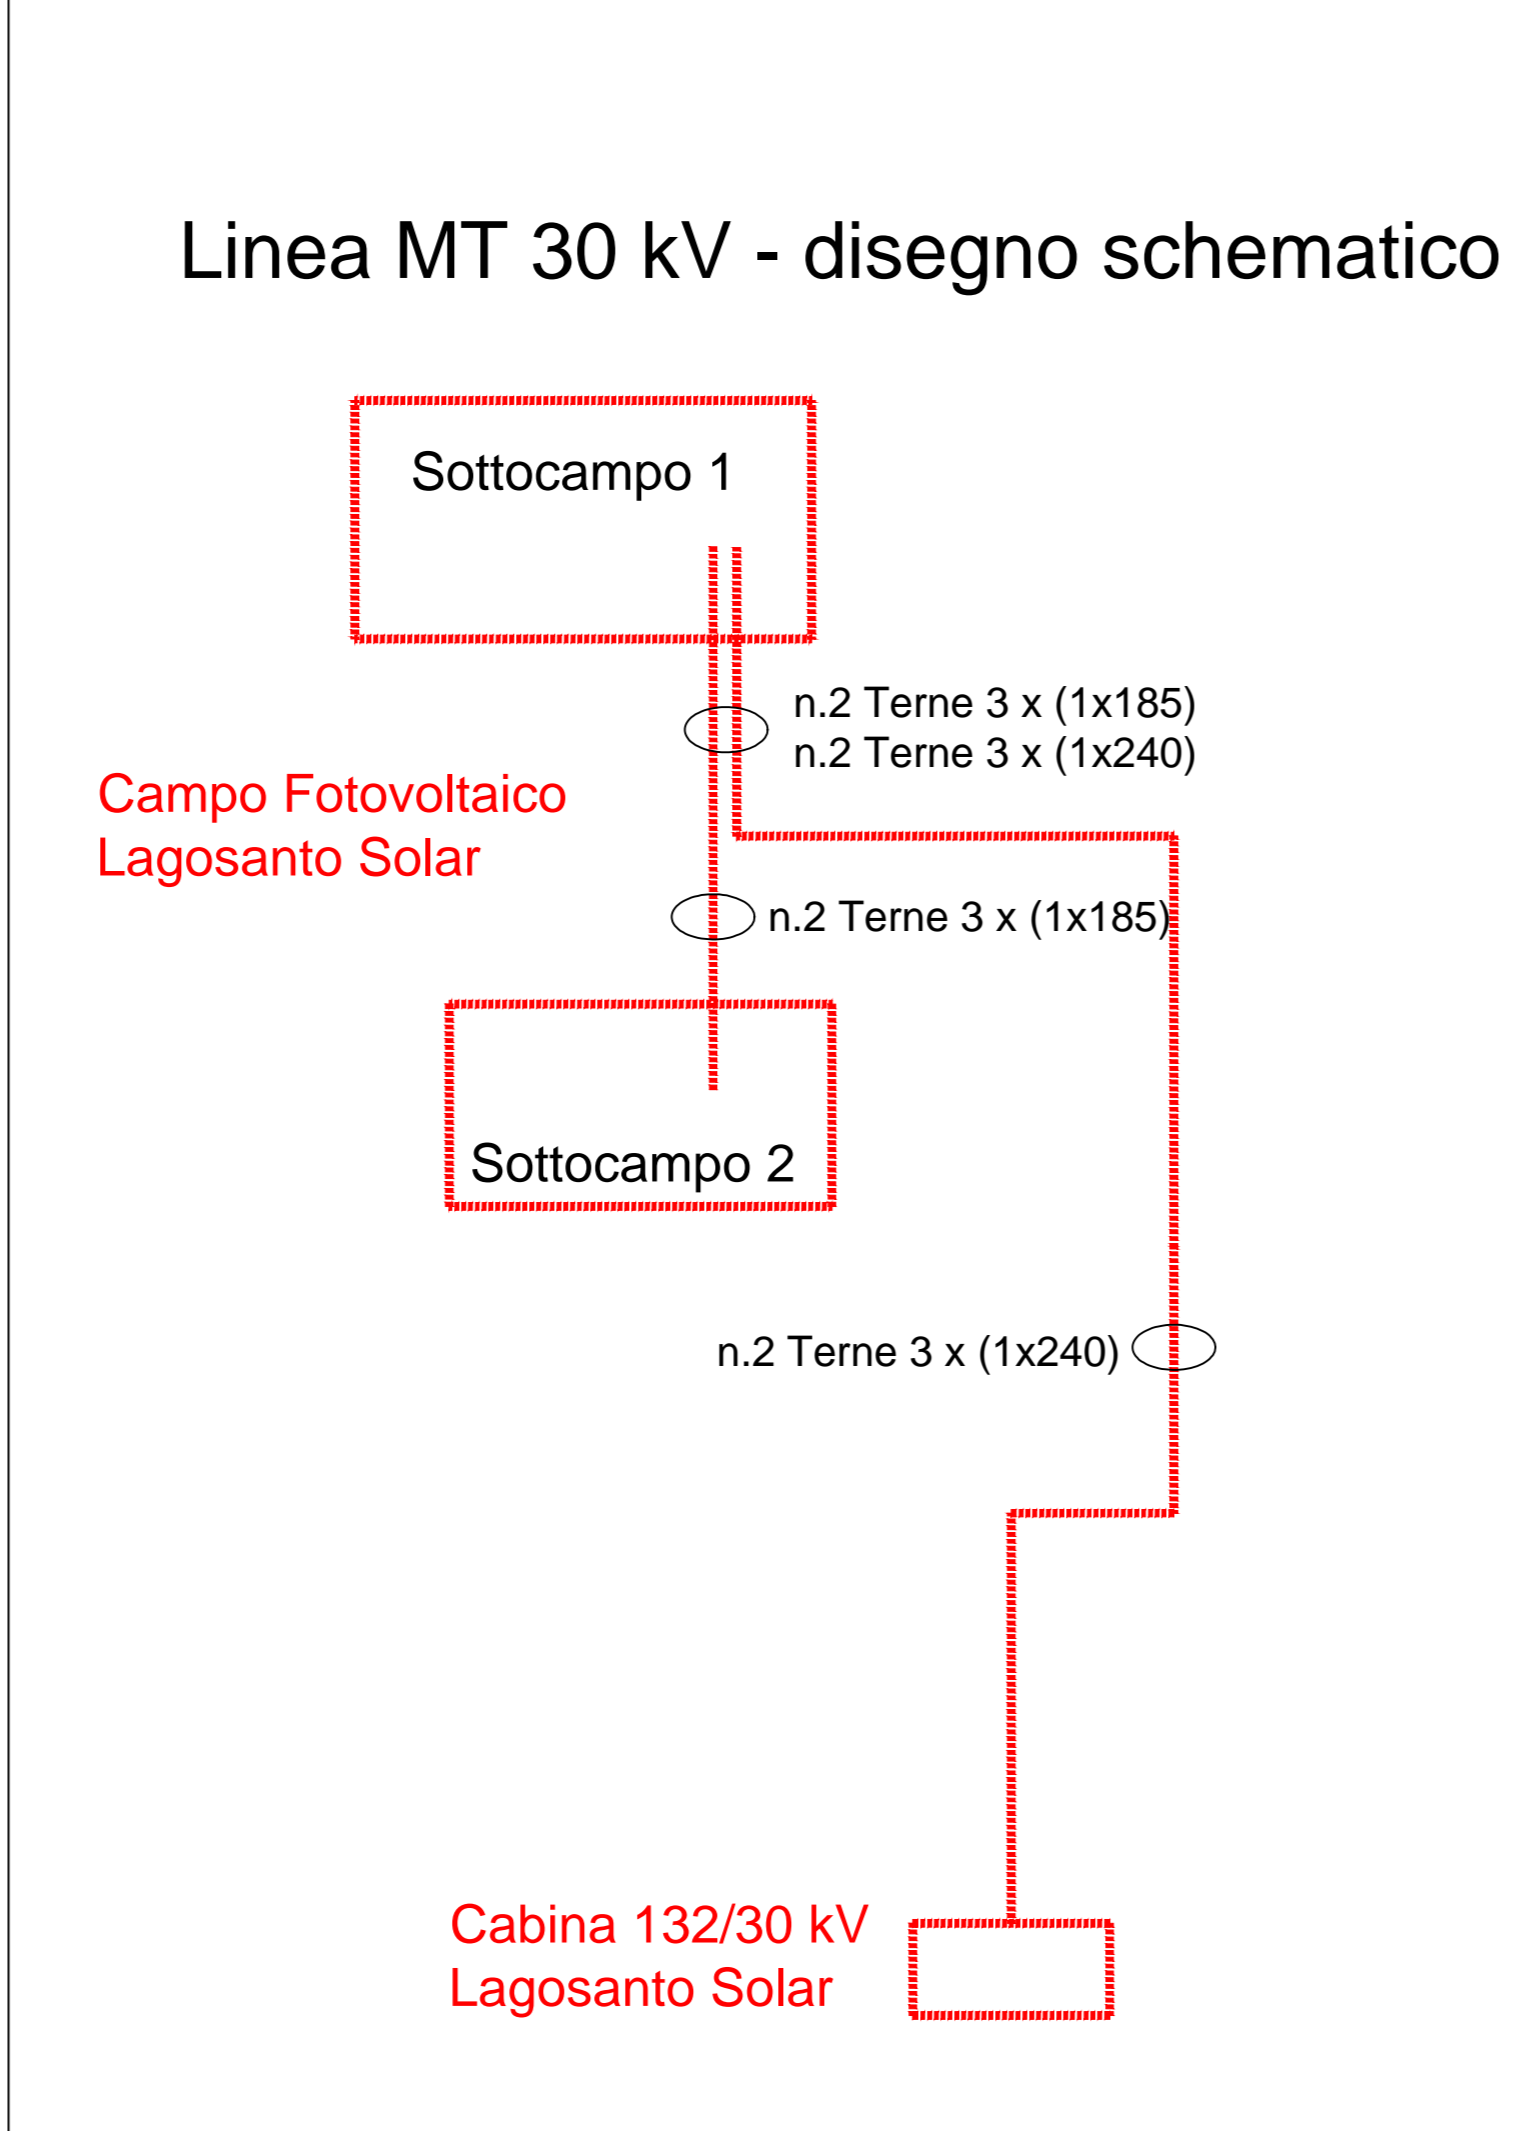 Linea MT 30 kV - disegno schematico
Sottocampo 1
n.2 Terne 3 x (1x185)
n.2 Terne 3 x (1x240)
Campo Fotovoltaico
Lagosanto Solar
n.2 Terne 3 x (1x185)
Sottocampo 2
n.2 Terne 3 x (1x240)
Cabina 132/30 kV
Lagosanto Solar